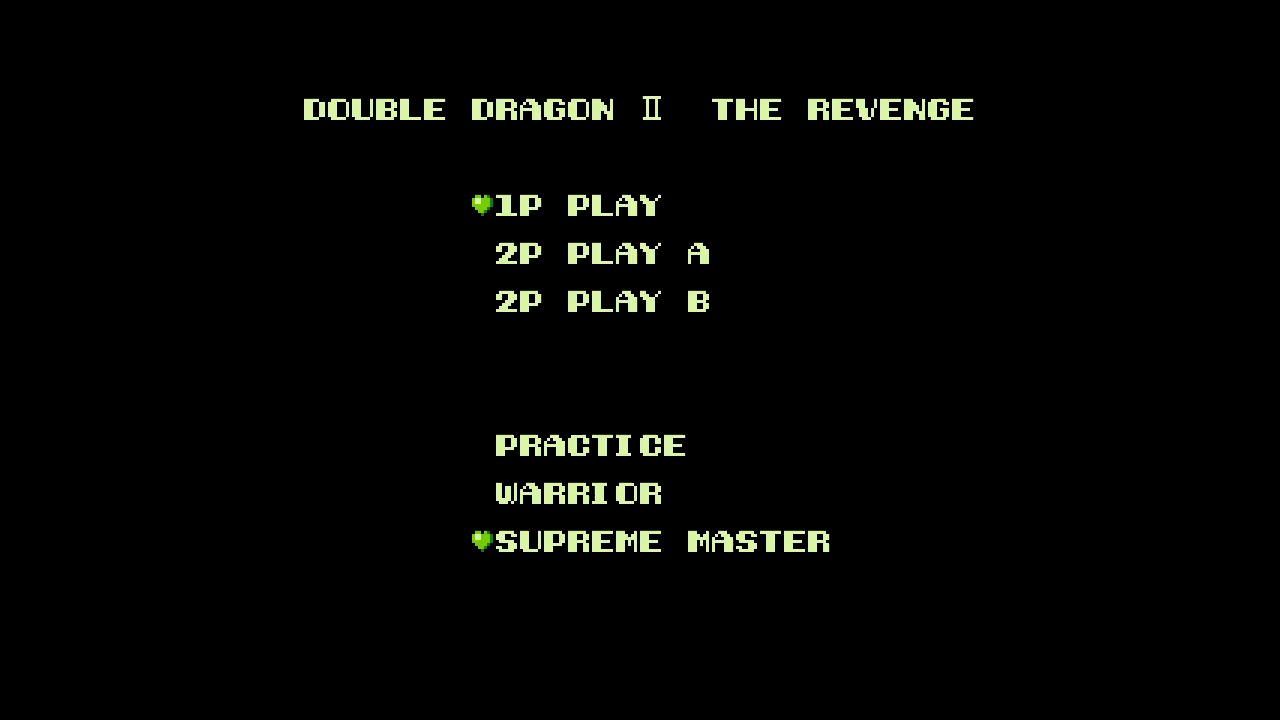 DOUBLE DRAGON Ⅱ THE REVENGE
1P PLAY
2P PLAY A
2P PLAY B
PRACTICE
WARRIOR
SUPREME MASTER